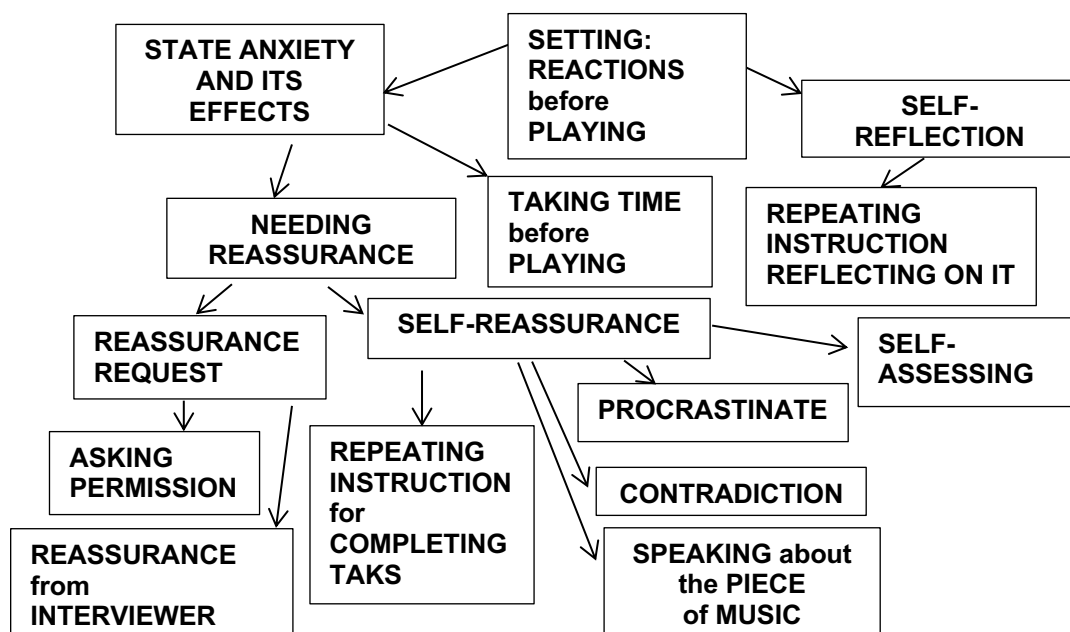 STATE ANXIETY
AND ITS
EFFECTS
SETTING:
REACTIONS
before
PLAYING
SELF-
REFLECTION
NEEDING
REASSURANCE
TAKING TIME
before
PLAYING
REPEATING
INSTRUCTION
REFLECTING ON IT
REASSURANCE
REQUEST
SELF-REASSURANCE
SELF-
ASSESSING
PROCRASTINATE
ASKING
PERMISSION
REPEATING
INSTRUCTION
for
COMPLETING
TAKS
CONTRADICTION
REASSURANCE
from
INTERVIEWER
SPEAKING about
the PIECE
of MUSIC